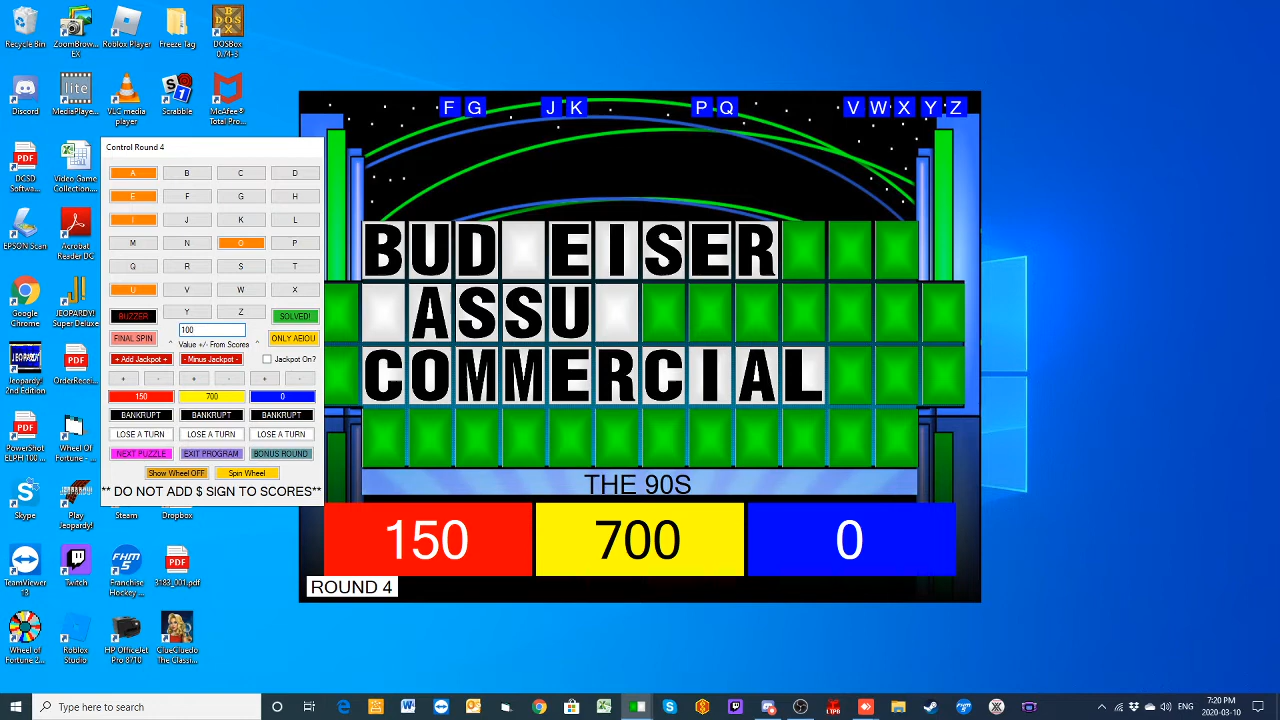 Recycle Bin
ZoomBrow... EX
Roblox Player
Freeze Tag
DOSBox 0.74-3
Discord
MediaPlaye...
VLC media player
Scrabble
McAfee® Total Pro...
DCSD Softwa...
Video Game Collection....
EPSON Scan
Acrobat Reader DC
Google Chrome
JEOPARDY! Super Deluxe
Jeopardy! 2nd Edition
OrderRecei...
PowerShot ELPH 100 ...
Wheel Of Fortune - ...
Skype
Play Jeopardy!
Steam
Dropbox
TeamViewer 13
Twitch
Franchise Hockey ...
3183_001.pdf
Wheel of Fortune 2...
Roblox Studio
HP OfficeJet Pro 8710
ClueCluedo The Classi...
Control Round 4
A B C D
E F G H
I J K L
M N O P
Q R S T
U V W X
BUZZER Y Z SOLVED!
100
FINAL SPIN ^ Value +/- From Scores ^ ONLY AEIOU
+ Add Jackpot + - Minus Jackpot - Jackpot On?
+ - + - + -
150 700 0
BANKRUPT BANKRUPT BANKRUPT
LOSE A TURN LOSE A TURN LOSE A TURN
NEXT PUZZLE EXIT PROGRAM BONUS ROUND
Show Wheel OFF Spin Wheel
** DO NOT ADD $ SIGN TO SCORES**
F G J K P Q V W X Y Z
BUD EISER
ASSU
COMMERCIAL
THE 90S
150 700 0
ROUND 4
Type here to search
7:20 PM
2020-03-10